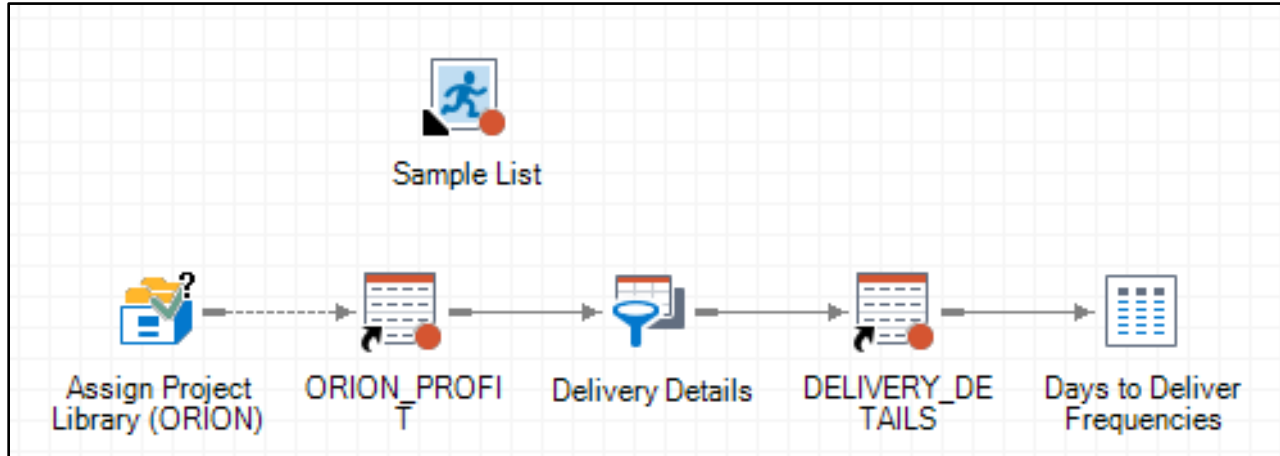 Sample List
?
Assign Project
Library (ORION)
ORION_PROFI
T
Delivery Details
DELIVERY_DE
TAILS
Days to Deliver
Frequencies